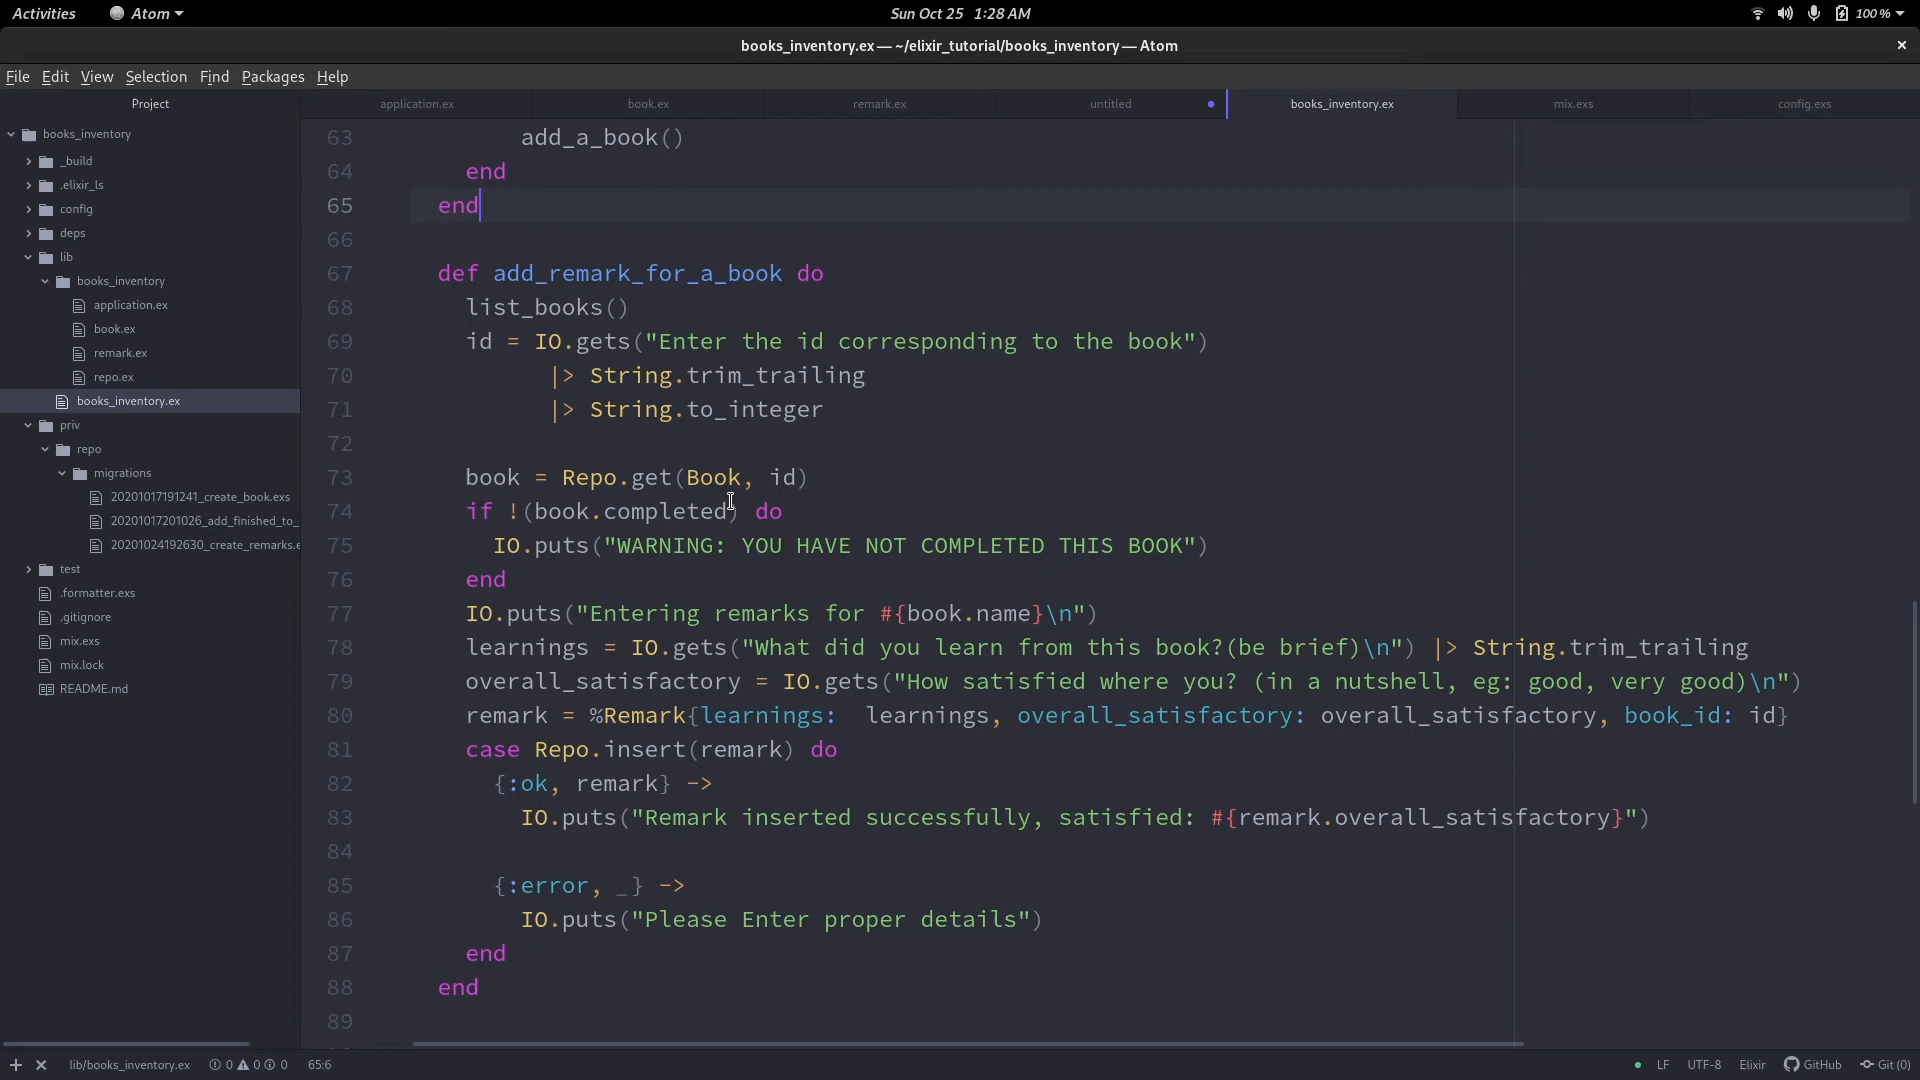 Activities Atom Sun Oct 25 1:28 AM 100 %
books_inventory.ex — ~/elixir_tutorial/books_inventory — Atom
File Edit View Selection Find Packages Help
Project application.ex book.ex remark.ex untitled books_inventory.ex mix.exs config.exs
books_inventory
_build
.elixir_ls
config
deps
lib
books_inventory
application.ex
book.ex
remark.ex
repo.ex
books_inventory.ex
priv
repo
migrations
20201017191241_create_book.exs
20201017201026_add_finished_to_
20201024192630_create_remarks.e
test
.formatter.exs
.gitignore
mix.exs
mix.lock
README.md
63 add_a_book()
64 end
65 end
66
67 def add_remark_for_a_book do
68 list_books()
69 id = IO.gets("Enter the id corresponding to the book")
70 |> String.trim_trailing
71 |> String.to_integer
72
73 book = Repo.get(Book, id)
74 if !(book.completed) do
75 IO.puts("WARNING: YOU HAVE NOT COMPLETED THIS BOOK")
76 end
77 IO.puts("Entering remarks for #{book.name}\n")
78 learnings = IO.gets("What did you learn from this book?(be brief)\n") |> String.trim_trailing
79 overall_satisfactory = IO.gets("How satisfied where you? (in a nutshell, eg: good, very good)\n")
80 remark = %Remark{learnings:  learnings, overall_satisfactory: overall_satisfactory, book_id: id}
81 case Repo.insert(remark) do
82 {:ok, remark} ->
83 IO.puts("Remark inserted successfully, satisfied: #{remark.overall_satisfactory}")
84
85 {:error, _} ->
86 IO.puts("Please Enter proper details")
87 end
88 end
89
lib/books_inventory.ex 0 0 0 65:6 LF UTF-8 Elixir GitHub Git (0)